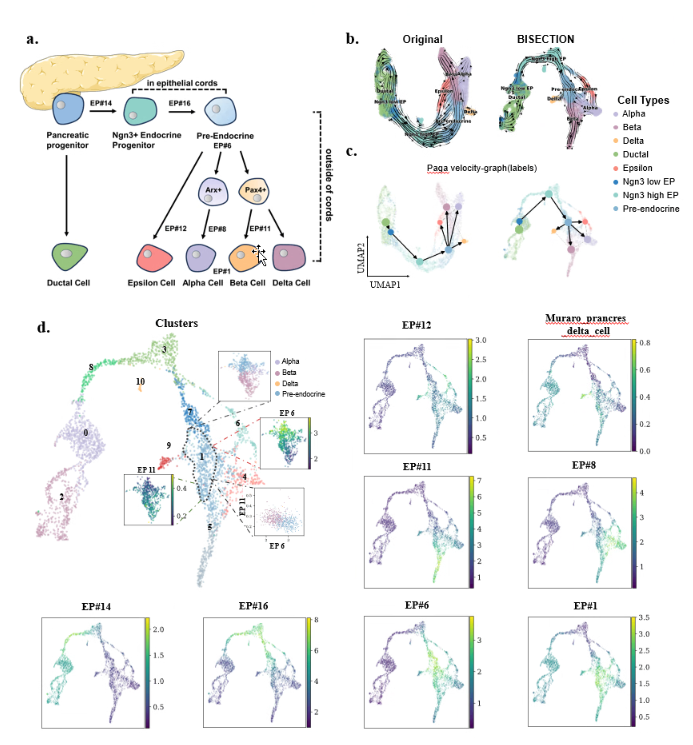 a.
in epithelial cords
EP#14
EP#16
Pancreatic
progenitor
Ngn3+ Endocrine
Progenitor
Pre-Endocrine
EP#6
Arx+
Pax4+
EP#12
EP#8
EP#11
EP#1
outside of cords
Ductal Cell
Epsilon Cell
Alpha Cell
Beta Cell
Delta Cell
b.
Original
BISECTION
Cell Types
Alpha
Beta
Delta
Ductal
Epsilon
Ngn3 low EP
Ngn3 high EP
Pre-endocrine
c.
Paga velocity-graph(labels)
UMAP2
UMAP1
d.
Clusters
3
8
10
7
0
9
1
6
2
4
5
Alpha
Beta
Delta
Pre-endocrine
EP 6
3
2
EP 11
0.4
0.2
EP 11
EP 6
EP#12
3.0
2.5
2.0
1.5
1.0
0.5
Muraro_prancres
delta_cell
0.8
0.6
0.4
0.2
0.0
EP#11
7
6
5
4
3
2
1
EP#8
4
3
2
1
EP#14
2.0
1.5
1.0
0.5
EP#16
8
6
4
2
EP#6
3
2
1
EP#1
3.5
3.0
2.5
2.0
1.5
1.0
0.5